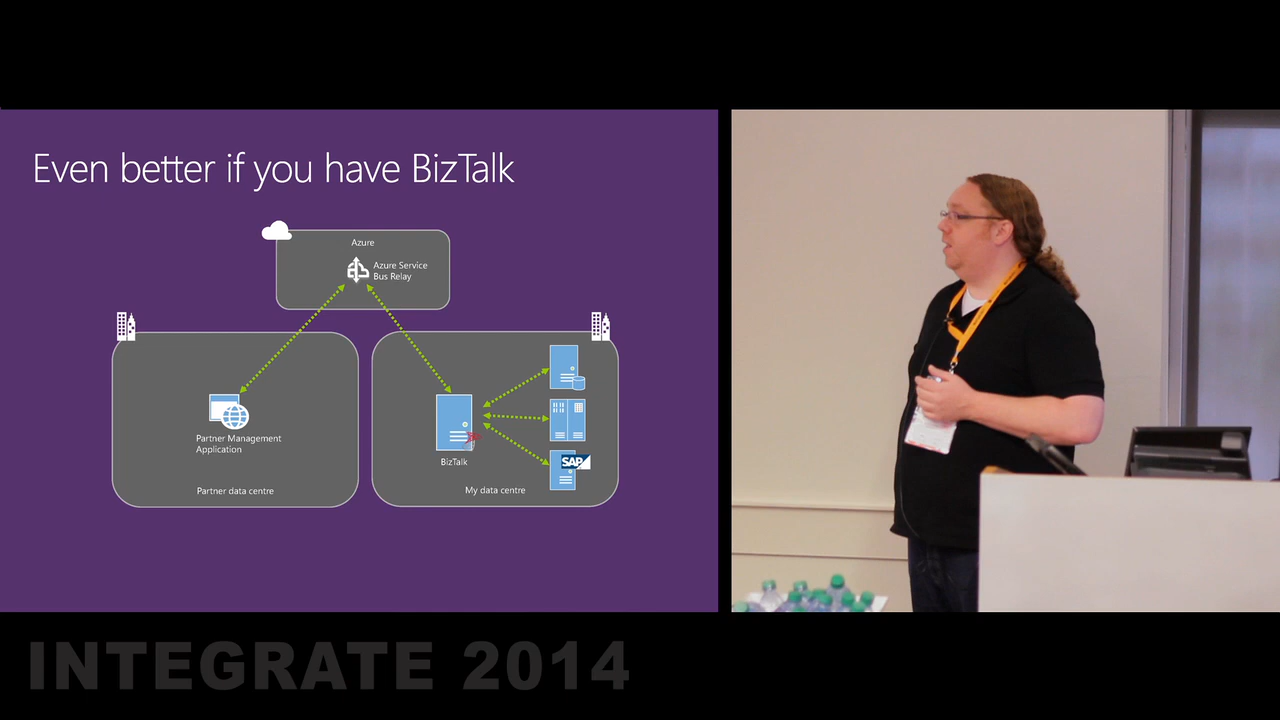 Even better if you have BizTalk
Azure
Azure Service
Bus Relay
Partner Management
Application
Partner data centre
BizTalk
SAP
My data centre
INTEGRATE 2014